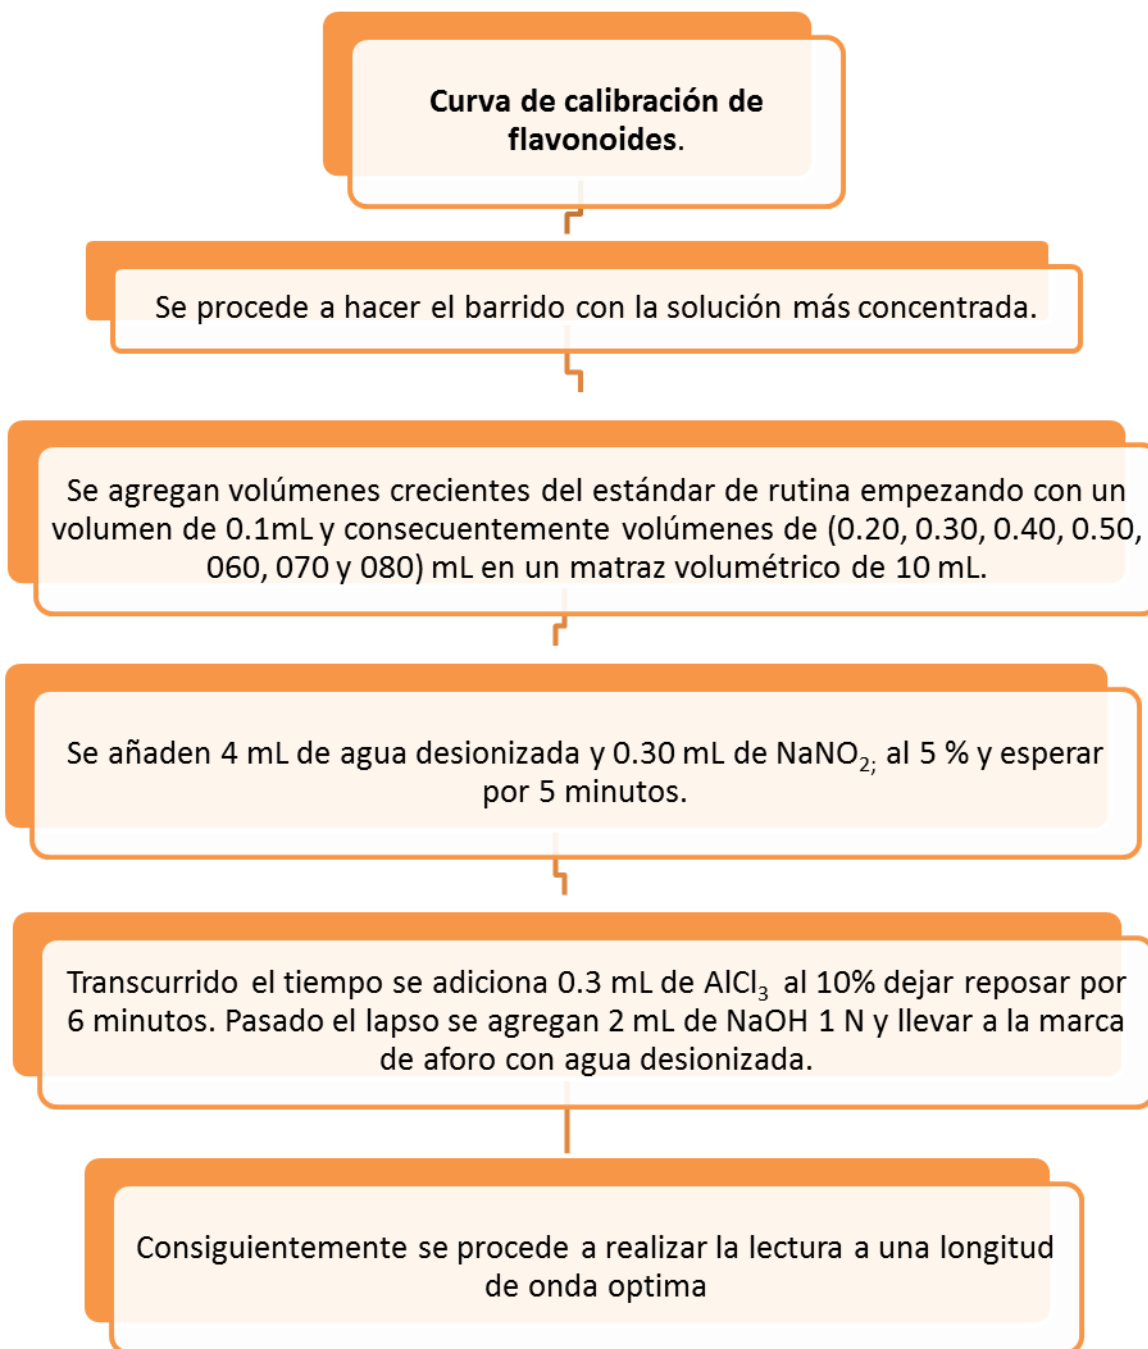 Curva de calibración de
flavonoides.
Se procede a hacer el barrido con la solución más concentrada.
Se agregan volúmenes crecientes del estándar de rutina empezando con un
volumen de 0.1mL y consecuentemente volúmenes de (0.20, 0.30, 0.40, 0.50,
060, 070 y 080) mL en un matraz volumétrico de 10 mL.
Se añaden 4 mL de agua desionizada y 0.30 mL de NaNO₂; al 5 % y esperar
por 5 minutos.
Transcurrido el tiempo se adiciona 0.3 mL de AlCl₃ al 10% dejar reposar por
6 minutos. Pasado el lapso se agregan 2 mL de NaOH 1 N y llevar a la marca
de aforo con agua desionizada.
Consiguientemente se procede a realizar la lectura a una longitud
de onda optima